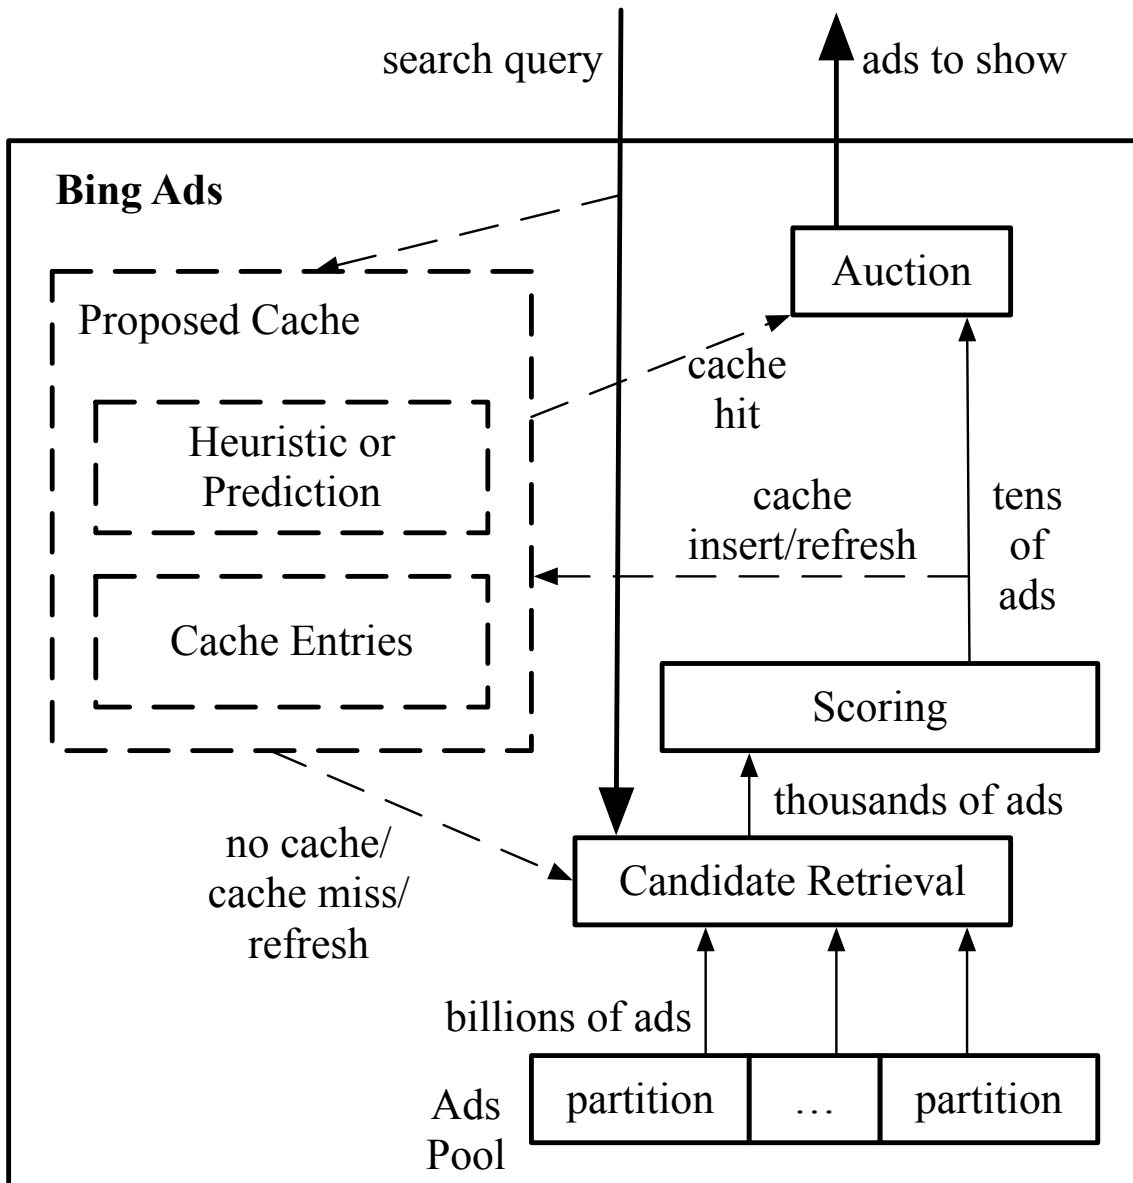 search query
ads to show
Bing Ads
Auction
Proposed Cache
cache
hit
Heuristic or
Prediction
cache
insert/refresh
tens
of
ads
Cache Entries
Scoring
thousands of ads
no cache/
cache miss/
refresh
Candidate Retrieval
billions of ads
Ads
Pool
partition
...
partition